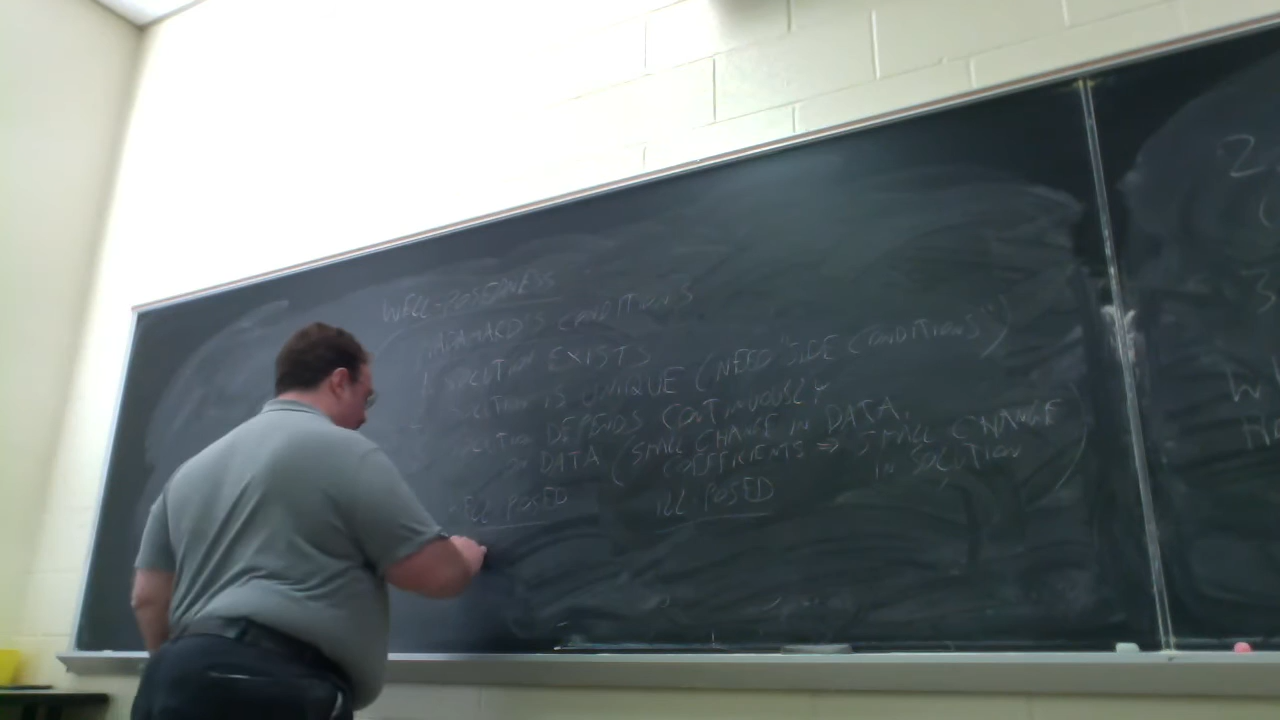 WELL-POSEDNESS
HADAMARD'S CONDITIONS
1. SOLUTION EXISTS
SOLUTION IS UNIQUE (NEED "SIDE CONDITIONS")
SOLUTION DEPENDS CONTINUOUSLY
ON DATA (SMALL CHANGE IN DATA,
COEFFICIENTS ⇒ SMALL CHANGE
IN SOLUTION)
WELL-POSED ILL-POSED
2.
3